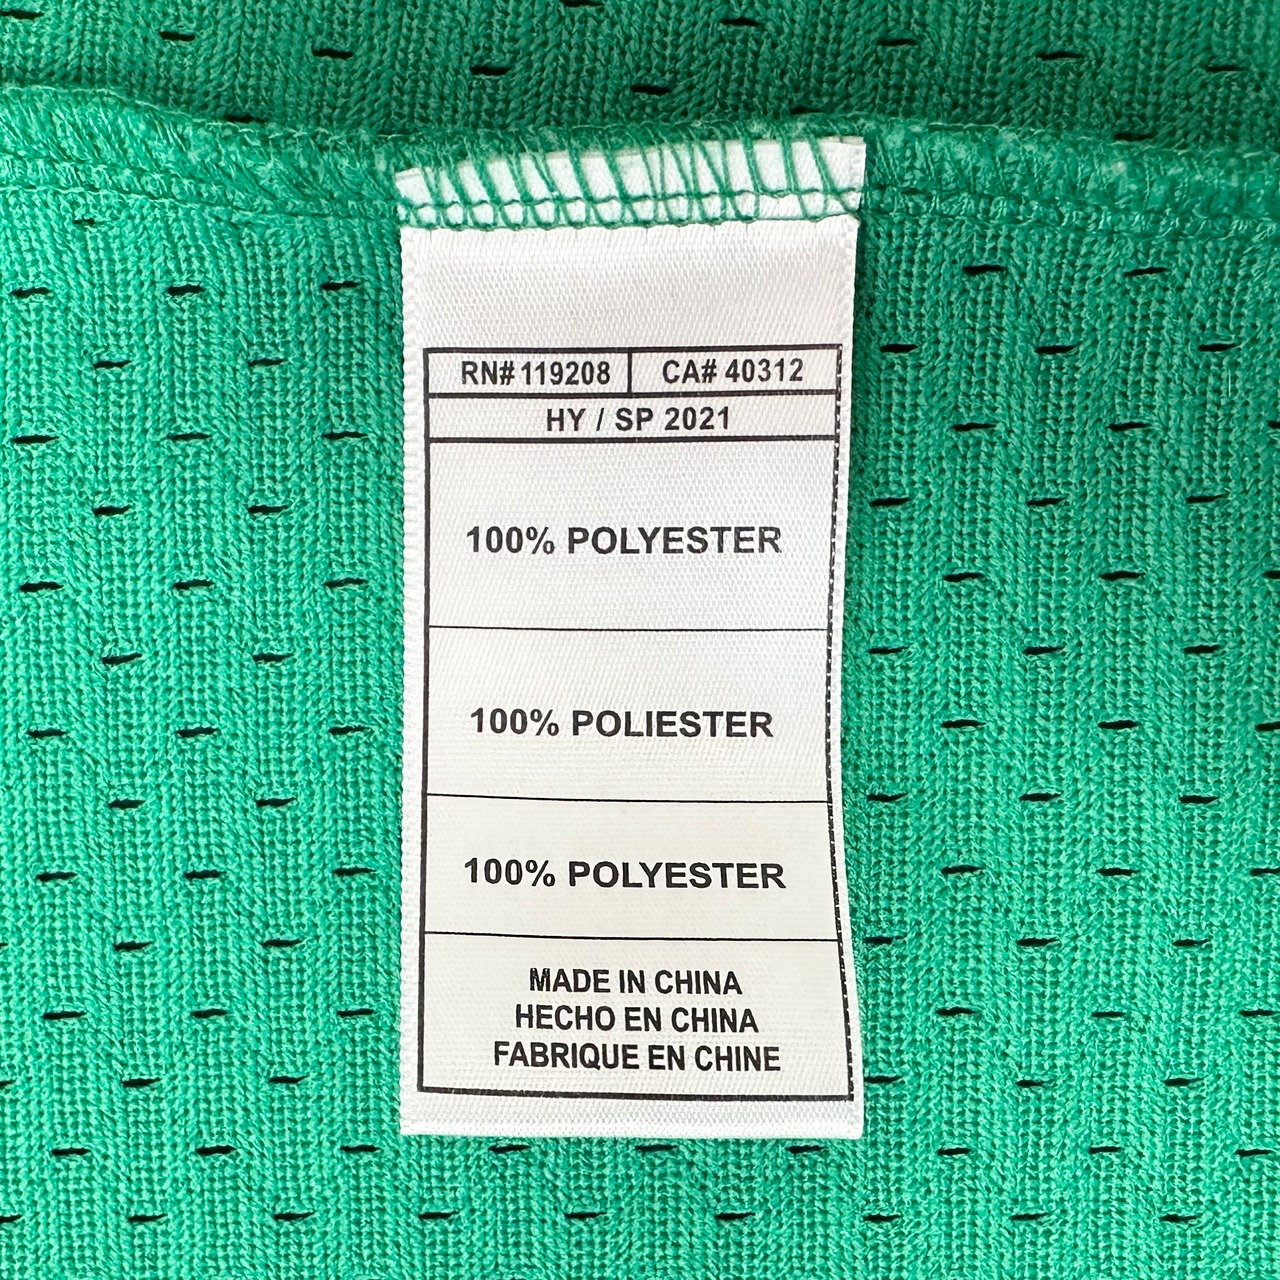 RN# 119208 CA# 40312
HY / SP 2021
100% POLYESTER
100% POLIESTER
100% POLYESTER
MADE IN CHINA
HECHO EN CHINA
FABRIQUE EN CHINE